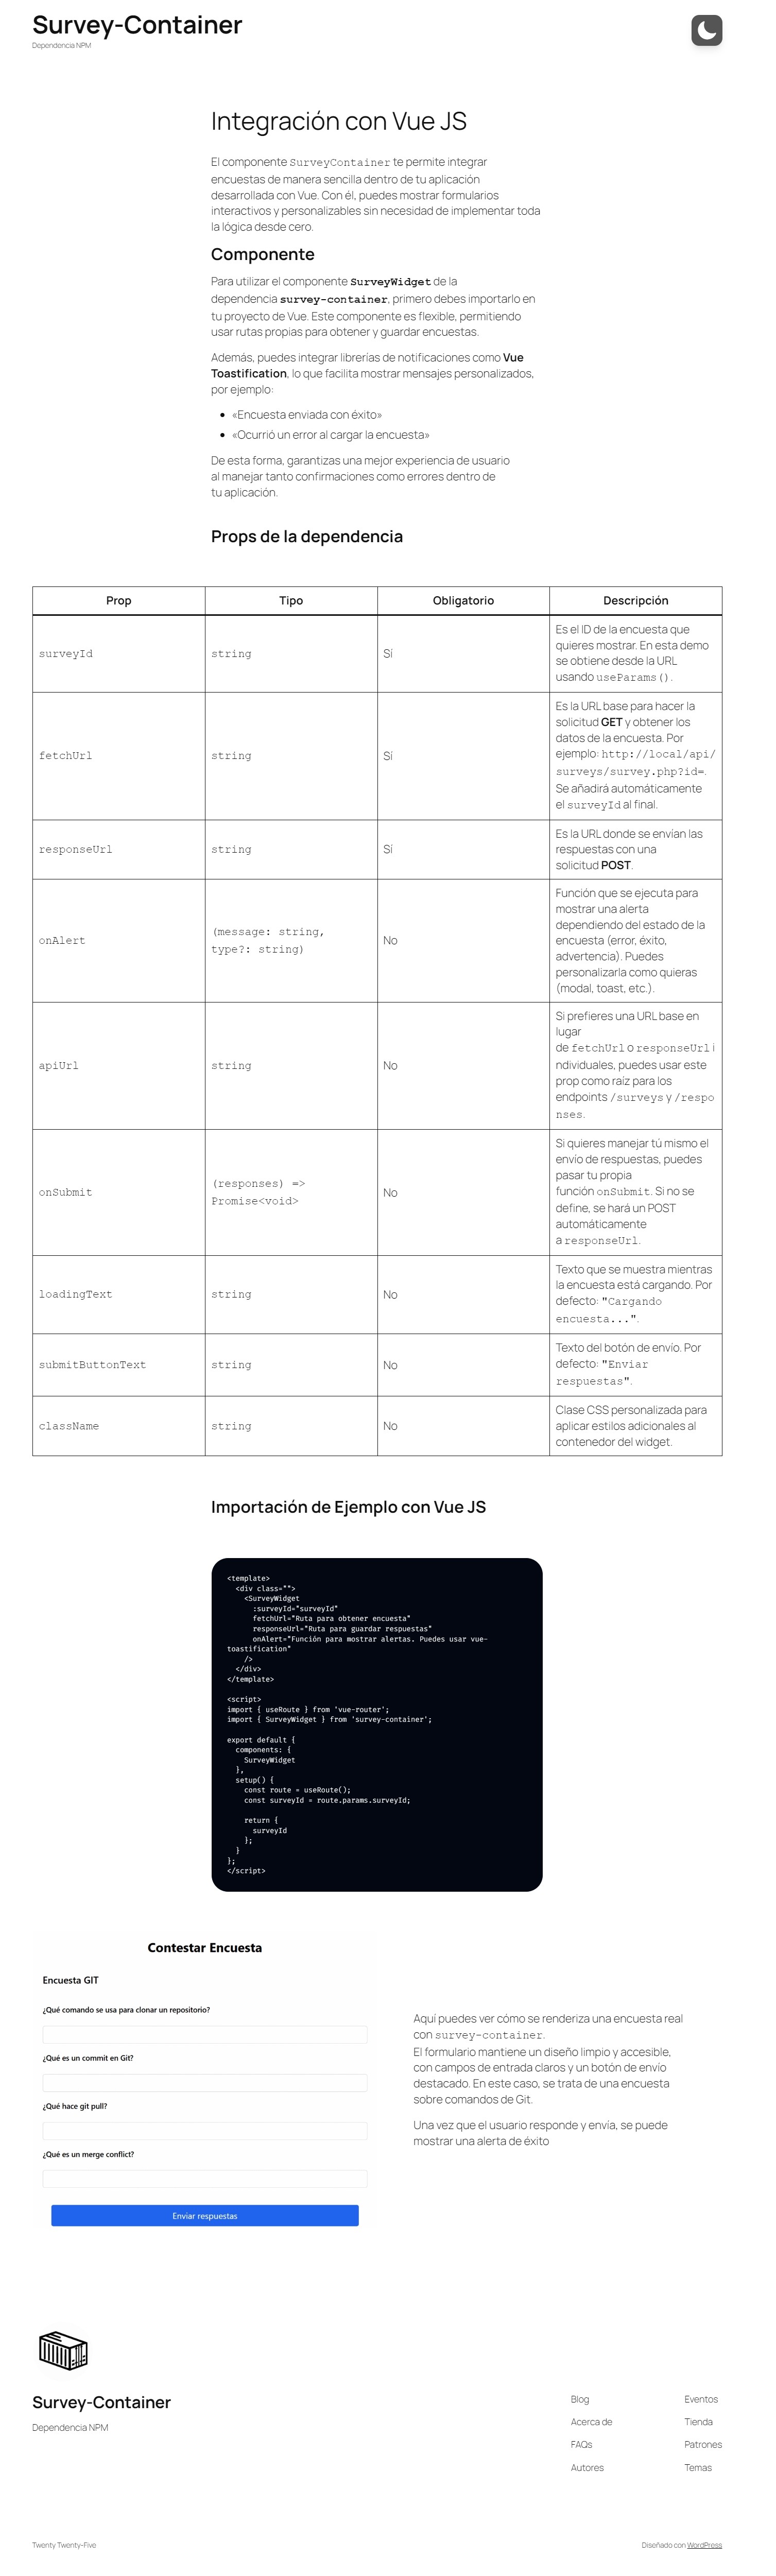 Survey-Container
Dependencia NPM
Integración con Vue JS
El componente SurveyContainer te permite integrar
encuestas de manera sencilla dentro de tu aplicación
desarrollada con Vue. Con él, puedes mostrar formularios
interactivos y personalizables sin necesidad de implementar toda
la lógica desde cero.
Componente
Para utilizar el componente SurveyWidget de la
dependencia survey-container, primero debes importarlo en
tu proyecto de Vue. Este componente es flexible, permitiendo
usar rutas propias para obtener y guardar encuestas.
Además, puedes integrar librerías de notificaciones como Vue
Toastification, lo que facilita mostrar mensajes personalizados,
por ejemplo:
«Encuesta enviada con éxito»
«Ocurrió un error al cargar la encuesta»
De esta forma, garantizas una mejor experiencia de usuario
al manejar tanto confirmaciones como errores dentro de
tu aplicación.
Props de la dependencia
Prop Tipo Obligatorio Descripción
surveyId string Sí
Es el ID de la encuesta que
quieres mostrar. En esta demo
se obtiene desde la URL
usando useParams().
fetchUrl string Sí
Es la URL base para hacer la
solicitud GET y obtener los
datos de la encuesta. Por
ejemplo: http://local/api/
surveys/survey.php?id=.
Se añadirá automáticamente
el surveyId al final.
responseUrl string Sí
Es la URL donde se envían las
respuestas con una
solicitud POST.
onAlert
(message: string,
type?: string)
No
Función que se ejecuta para
mostrar una alerta
dependiendo del estado de la
encuesta (error, éxito,
advertencia). Puedes
personalizarla como quieras
(modal, toast, etc.).
apiUrl string No
Si prefieres una URL base en
lugar
de fetchUrl o responseUrl i
ndividuales, puedes usar este
prop como raíz para los
endpoints /surveys y /respo
nses.
onSubmit
(responses) =>
Promise<void>
No
Si quieres manejar tú mismo el
envío de respuestas, puedes
pasar tu propia
función onSubmit. Si no se
define, se hará un POST
automáticamente
a responseUrl.
loadingText string No
Texto que se muestra mientras
la encuesta está cargando. Por
defecto: "Cargando
encuesta...".
submitButtonText string No
Texto del botón de envío. Por
defecto: "Enviar
respuestas".
className string No
Clase CSS personalizada para
aplicar estilos adicionales al
contenedor del widget.
Importación de Ejemplo con Vue JS
<template>
<div class="">
<SurveyWidget
:surveyId="surveyId"
fetchUrl="Ruta para obtener encuesta"
responseUrl="Ruta para guardar respuestas"
onAlert="Función para mostrar alertas. Puedes usar vue-
toastification"
/>
</div>
</template>
<script>
import { useRoute } from 'vue-router';
import { SurveyWidget } from 'survey-container';
export default {
components: {
SurveyWidget
},
setup() {
const route = useRoute();
const surveyId = route.params.surveyId;
return {
surveyId
};
}
};
</script>
Contestar Encuesta
Encuesta GIT
¿Qué comando se usa para clonar un repositorio?
¿Qué es un commit en Git?
¿Qué hace git pull?
¿Qué es un merge conflict?
Enviar respuestas
Aquí puedes ver cómo se renderiza una encuesta real
con survey-container.
El formulario mantiene un diseño limpio y accesible,
con campos de entrada claros y un botón de envío
destacado. En este caso, se trata de una encuesta
sobre comandos de Git.
Una vez que el usuario responde y envía, se puede
mostrar una alerta de éxito
Survey-Container
Dependencia NPM
Blog
Acerca de
FAQs
Autores
Eventos
Tienda
Patrones
Temas
Twenty Twenty-Five
Diseñado con WordPress